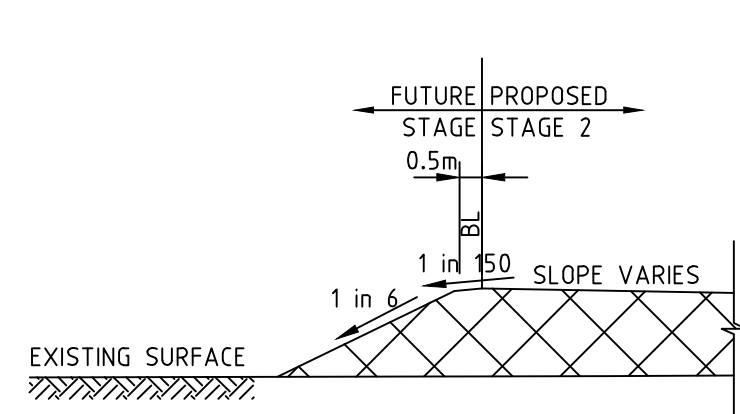 FUTURE PROPOSED
STAGE STAGE 2
0.5m
BL
1 in 150
SLOPE VARIES
1 in 6
EXISTING SURFACE